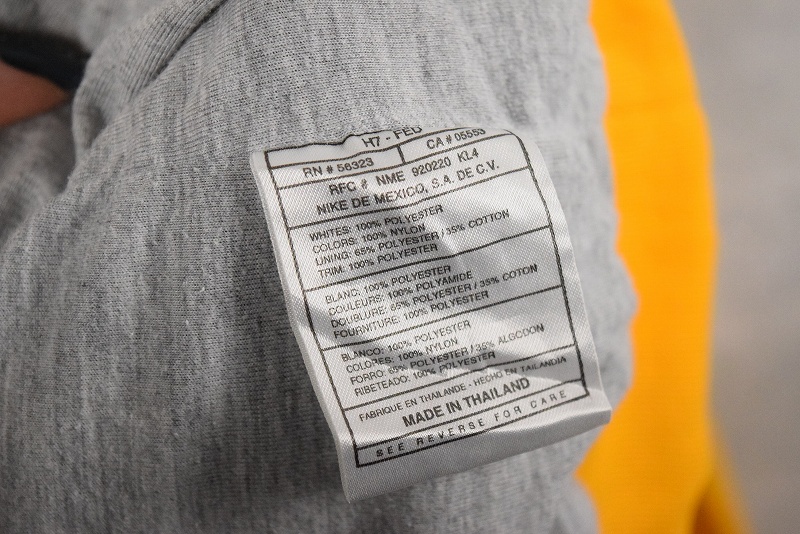 H7 - FED
RN # 56323 CA # 05553
RFC # NME 920220 KL4
NIKE DE MEXICO, S.A. DE C.V.
WHITES: 100% POLYESTER
COLORS: 100% NYLON
LINING: 65% POLYESTER / 35% COTTON
TRIM: 100% POLYESTER
BLANC: 100% POLYESTER
COULEURS: 100% POLYAMIDE
DOUBLURE: 65% POLYESTER / 35% COTON
FOURNITURE: 100% POLYESTER
BLANCO: 100% POLYESTER
COLORES: 100% NYLON
FORRO: 65% POLYESTER / 35% ALGODON
RIBETEADO: 100% POLYESTER
FABRIQUE EN THAILANDE - HECHO EN TAILANDIA
MADE IN THAILAND
SEE REVERSE FOR CARE